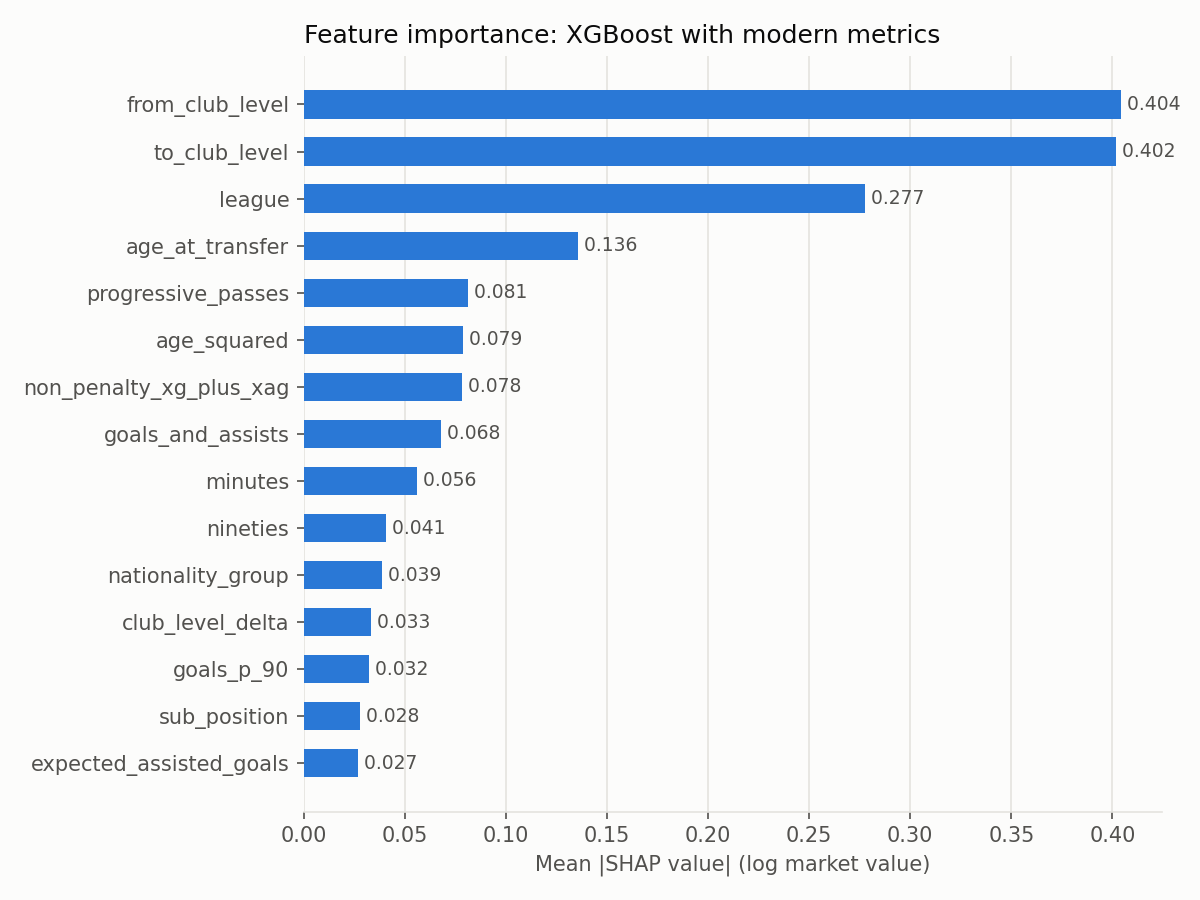 Feature importance: XGBoost with modern metrics
from_club_level 0.404
to_club_level 0.402
league 0.277
age_at_transfer 0.136
progressive_passes 0.081
age_squared 0.079
non_penalty_xg_plus_xag 0.078
goals_and_assists 0.068
minutes 0.056
nineties 0.041
nationality_group 0.039
club_level_delta 0.033
goals_p_90 0.032
sub_position 0.028
expected_assisted_goals 0.027
0.00 0.05 0.10 0.15 0.20 0.25 0.30 0.35 0.40
Mean |SHAP value| (log market value)